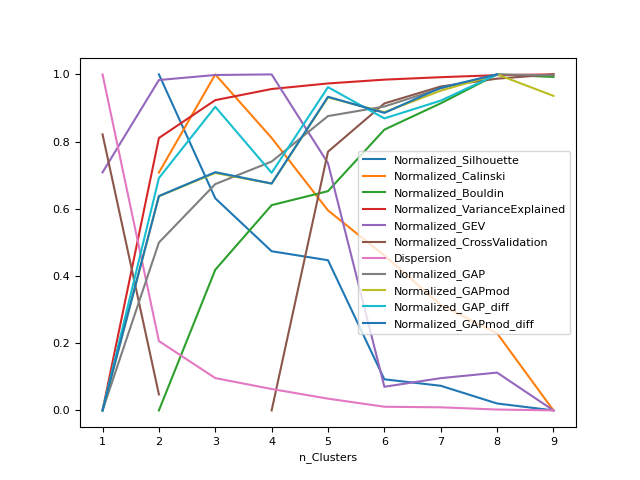 1.0
0.8
0.6
0.4
0.2
0.0
Normalized_Silhouette
Normalized_Calinski
Normalized_Bouldin
Normalized_VarianceExplained
Normalized_GEV
Normalized_CrossValidation
Dispersion
Normalized_GAP
Normalized_GAPmod
Normalized_GAP_diff
Normalized_GAPmod_diff
1 2 3 4 5 6 7 8 9
n_Clusters